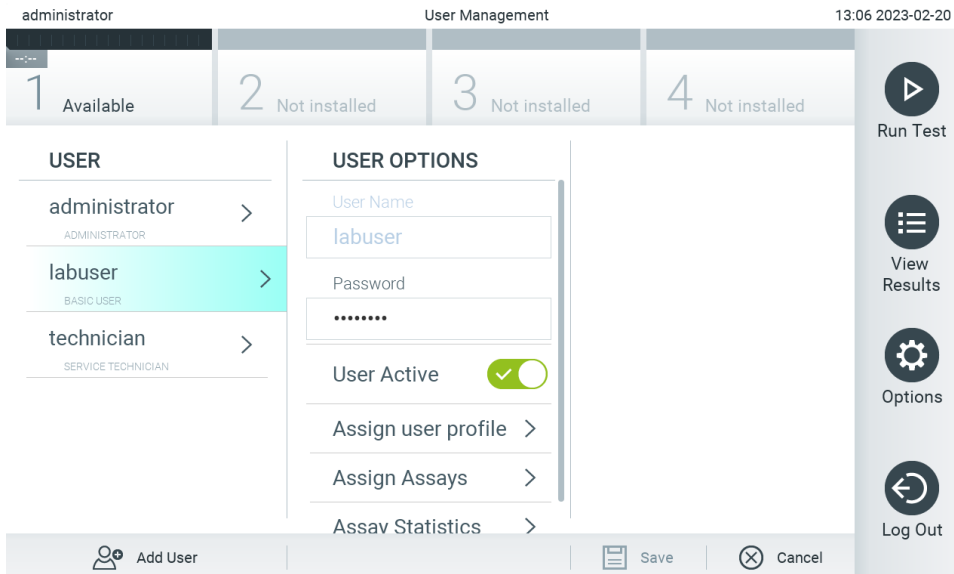 administrator
User Management
13:06 2023-02-20
--:--
1 Available
2 Not installed
3 Not installed
4 Not installed
USER
administrator
ADMINISTRATOR
labuser
BASIC USER
technician
SERVICE TECHNICIAN
USER OPTIONS
User Name
labuser
Password
••••••••
User Active
Assign user profile
Assign Assays
Assay Statistics
Run Test
View
Results
Options
Log Out
Add User
Save
Cancel